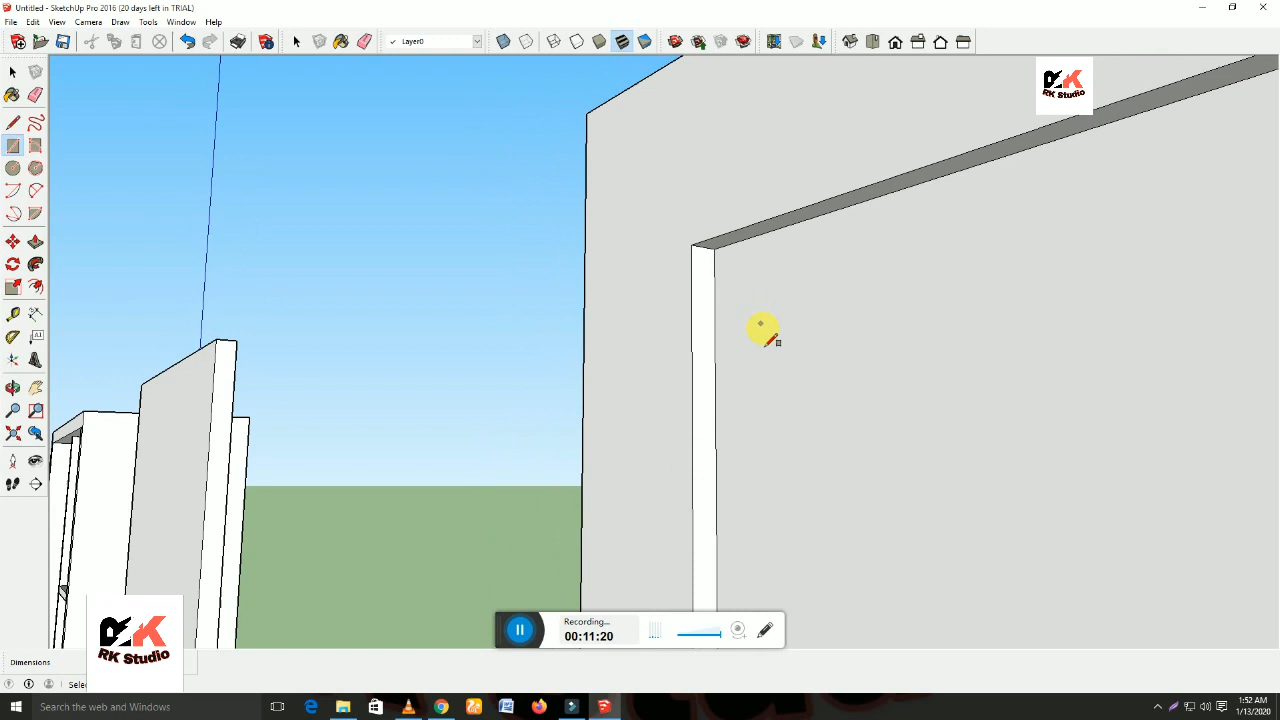 Untitled - SketchUp Pro 2016 (20 days left in TRIAL)
File Edit View Camera Draw Tools Window Help
Layer0
RK Studio
Recording...
00:11:20
RK Studio
Dimensions
Search the web and Windows
1:52 AM
1/13/2020